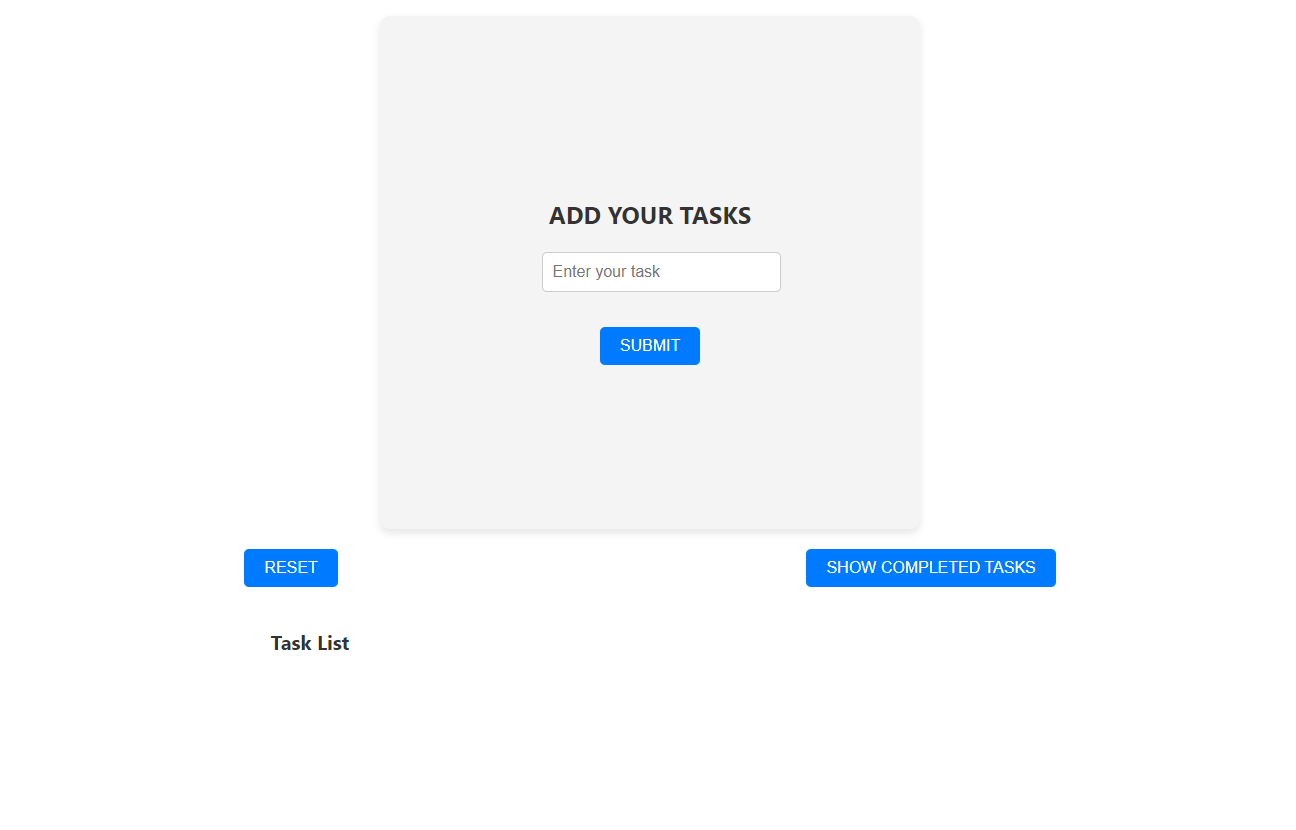 ADD YOUR TASKS
Enter your task
SUBMIT
RESET
SHOW COMPLETED TASKS
Task List